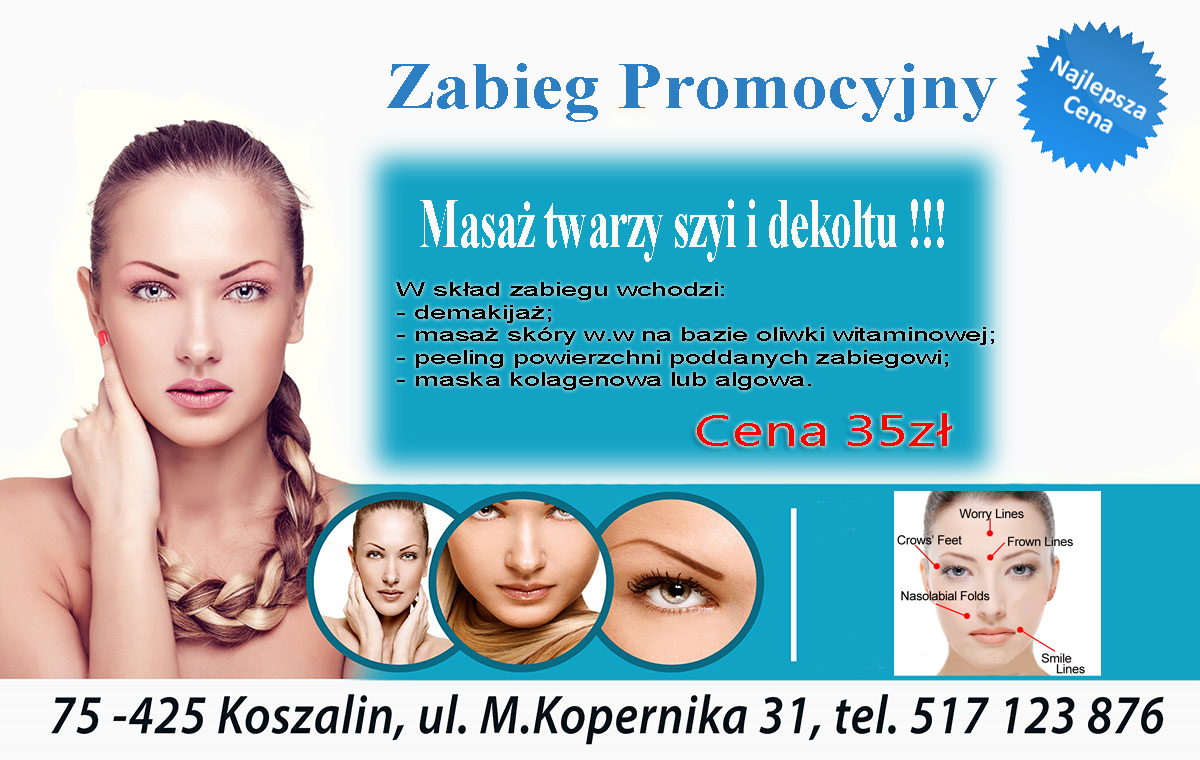 Zabieg Promocyjny
Najlepsza
Cena
Masaż twarzy szyi i dekoltu !!!
W skład zabiegu wchodzi:
- demakijaż;
- masaż skóry w.w na bazie oliwki witaminowej;
- peeling powierzchni poddanych zabiegowi;
- maska kolagenowa lub algowa.
Cena 35zł
Worry Lines
Crows' Feet
Frown Lines
Nasolabial Folds
Smile
Lines
75 -425 Koszalin, ul. M.Kopernika 31, tel. 517 123 876